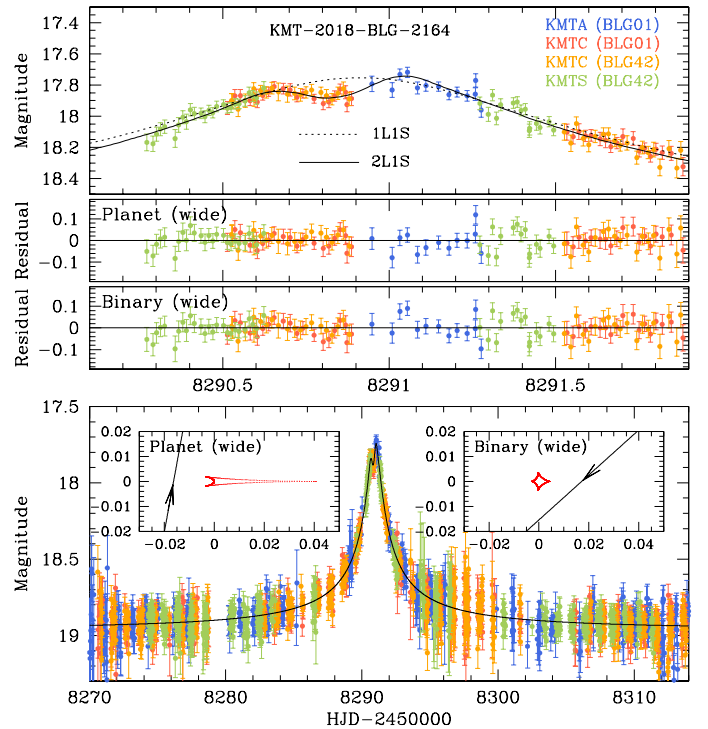 KMT-2018-BLG-2164
KMTA (BLG01)
KMTC (BLG01)
KMTC (BLG42)
KMTS (BLG42)
17.4
17.6
17.8
18
18.2
18.4
Magnitude
1L1S
2L1S
Planet (wide)
0.1
0
-0.1
Residual
Binary (wide)
0.1
0
-0.1
Residual
8290.5
8291
8291.5
17.5
18
18.5
19
Magnitude
Planet (wide)
0.02
0.01
0
-0.01
-0.02
-0.02
0
0.02
0.04
Binary (wide)
0.02
0.01
0
-0.01
-0.02
-0.02
0
0.02
0.04
8270
8280
8290
8300
8310
HJD-2450000